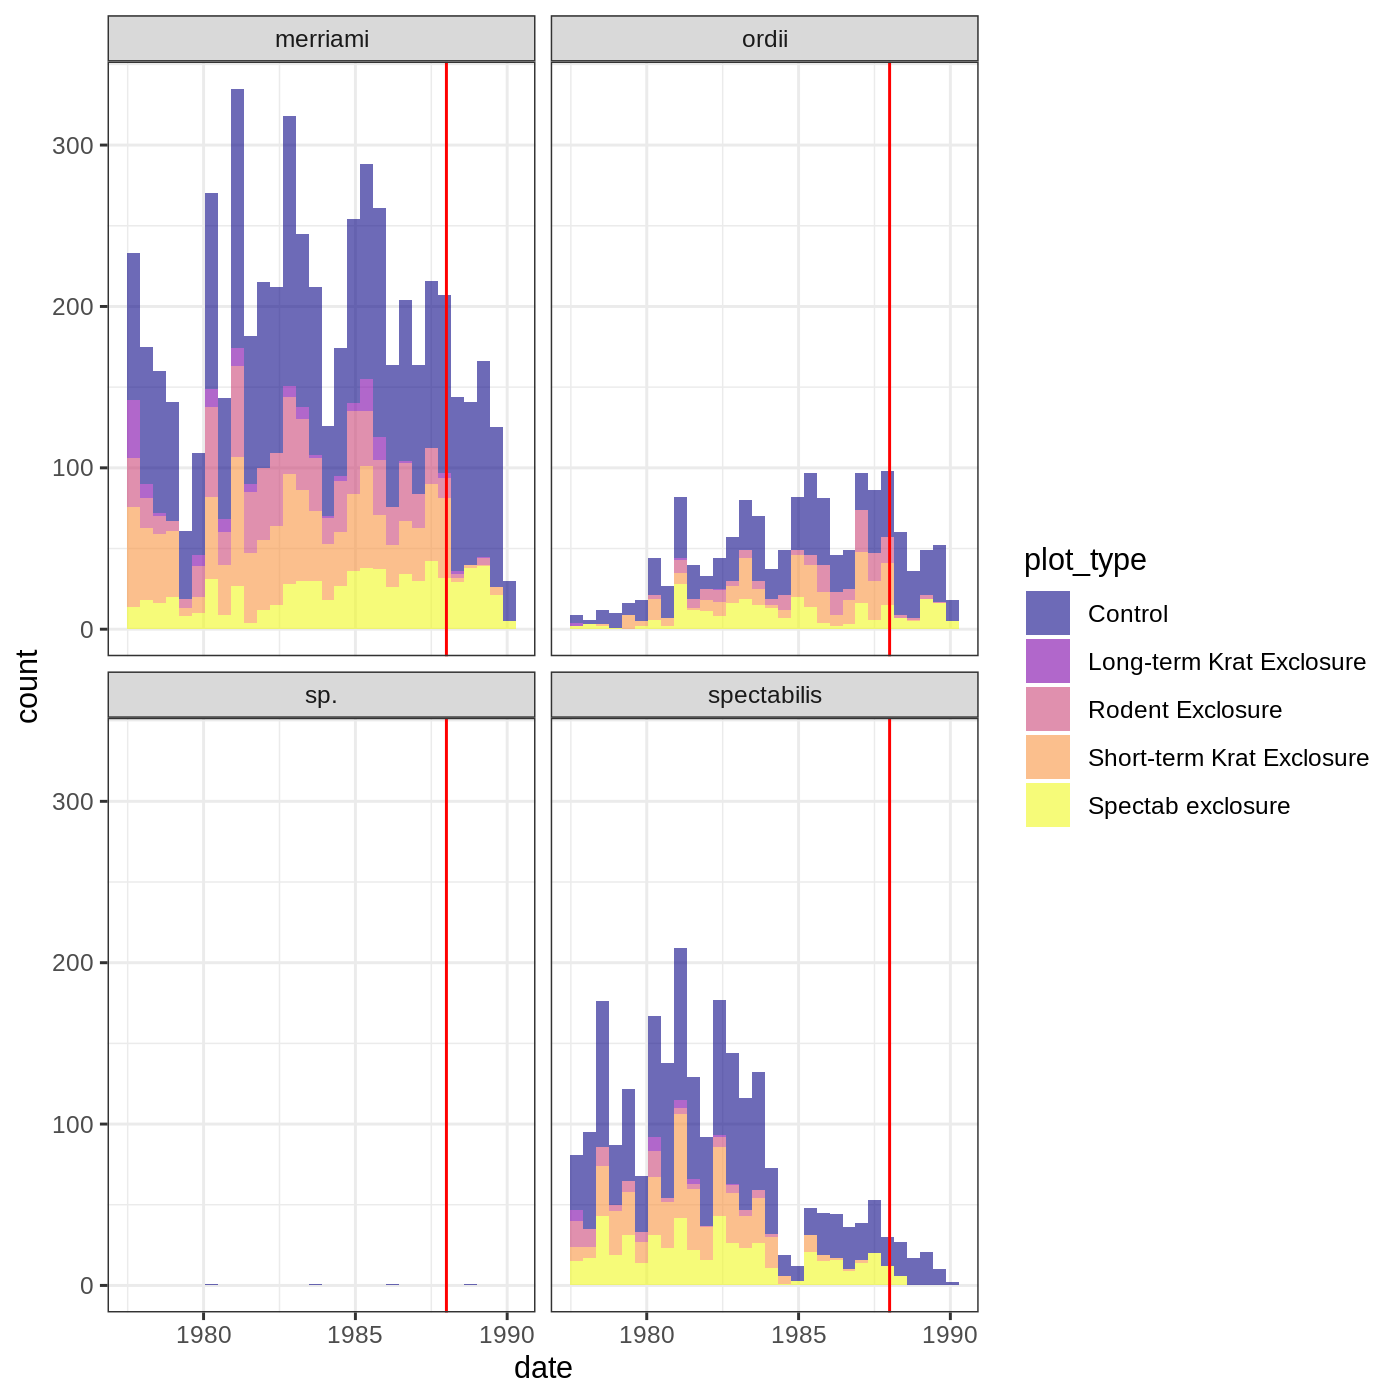 merriami
ordii
300
200
100
0
sp.
spectabilis
300
200
100
0
1980
1985
1990
1980
1985
1990
date
count
plot_type
Control
Long-term Krat Exclosure
Rodent Exclosure
Short-term Krat Exclosure
Spectab exclosure